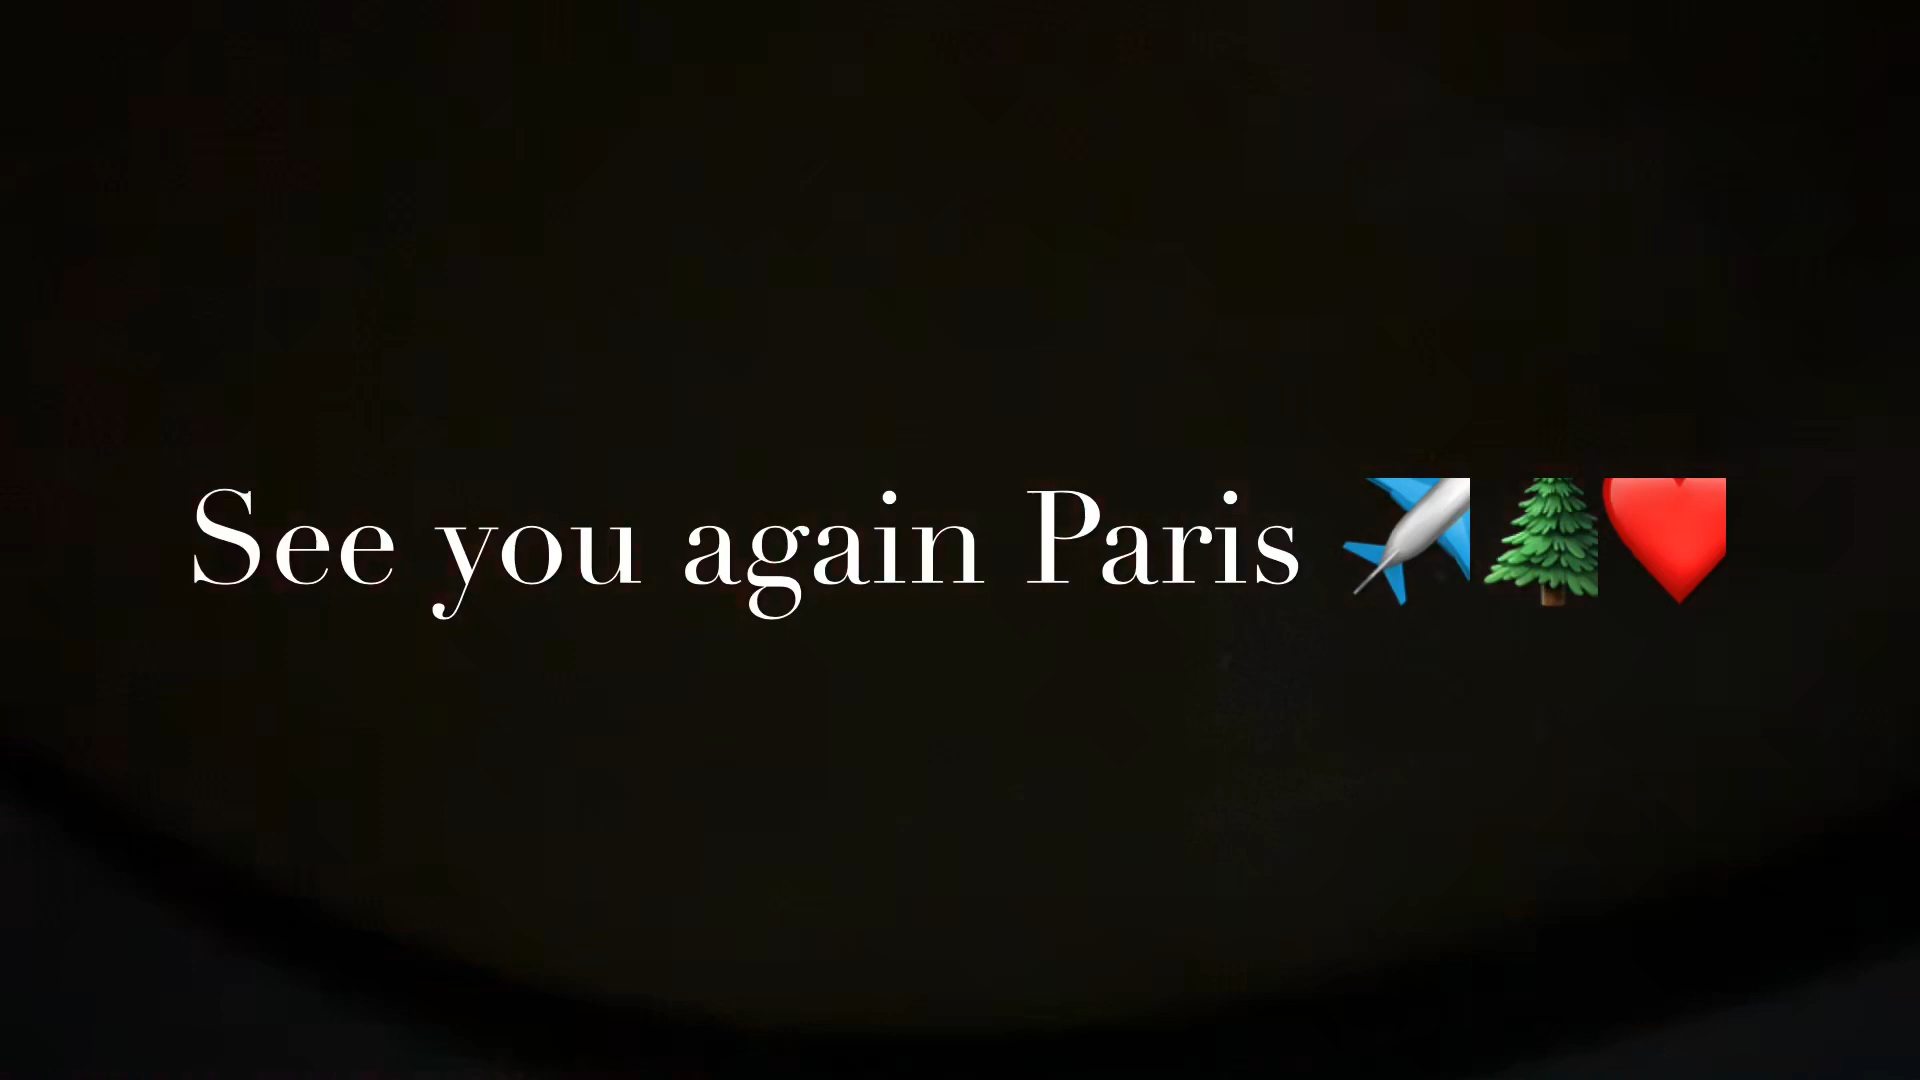 See you again Paris ✈️🌲❤️